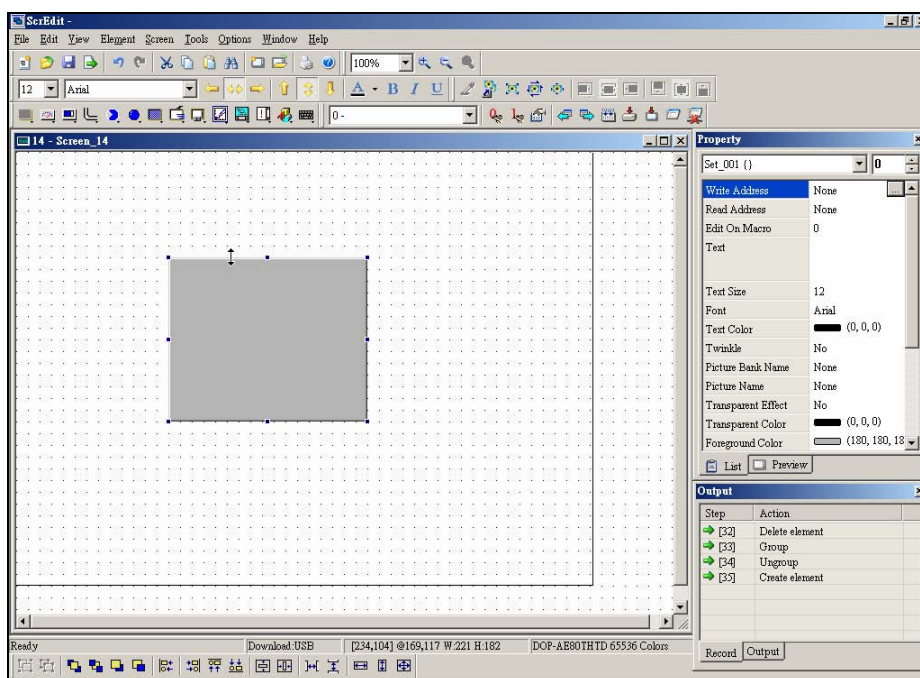 ScrEdit -
File Edit View Element Screen Tools Options Window Help
100%
12 Arial A B I U
0 -
14 - Screen_14
Property
Set_001 {} 0
Write Address None ...
Read Address None
Edit On Macro 0
Text
Text Size 12
Font Arial
Text Color (0, 0, 0)
Twinkle No
Picture Bank Name None
Picture Name None
Transparent Effect No
Transparent Color (0, 0, 0)
Foreground Color (180, 180, 18
List Preview
Output
Step Action
[32] Delete element
[33] Group
[34] Ungroup
[35] Create element
Record Output
Ready Download:USB [234,104] @169,117 W:221 H:182 DOP-AE80THTD 65536 Colors